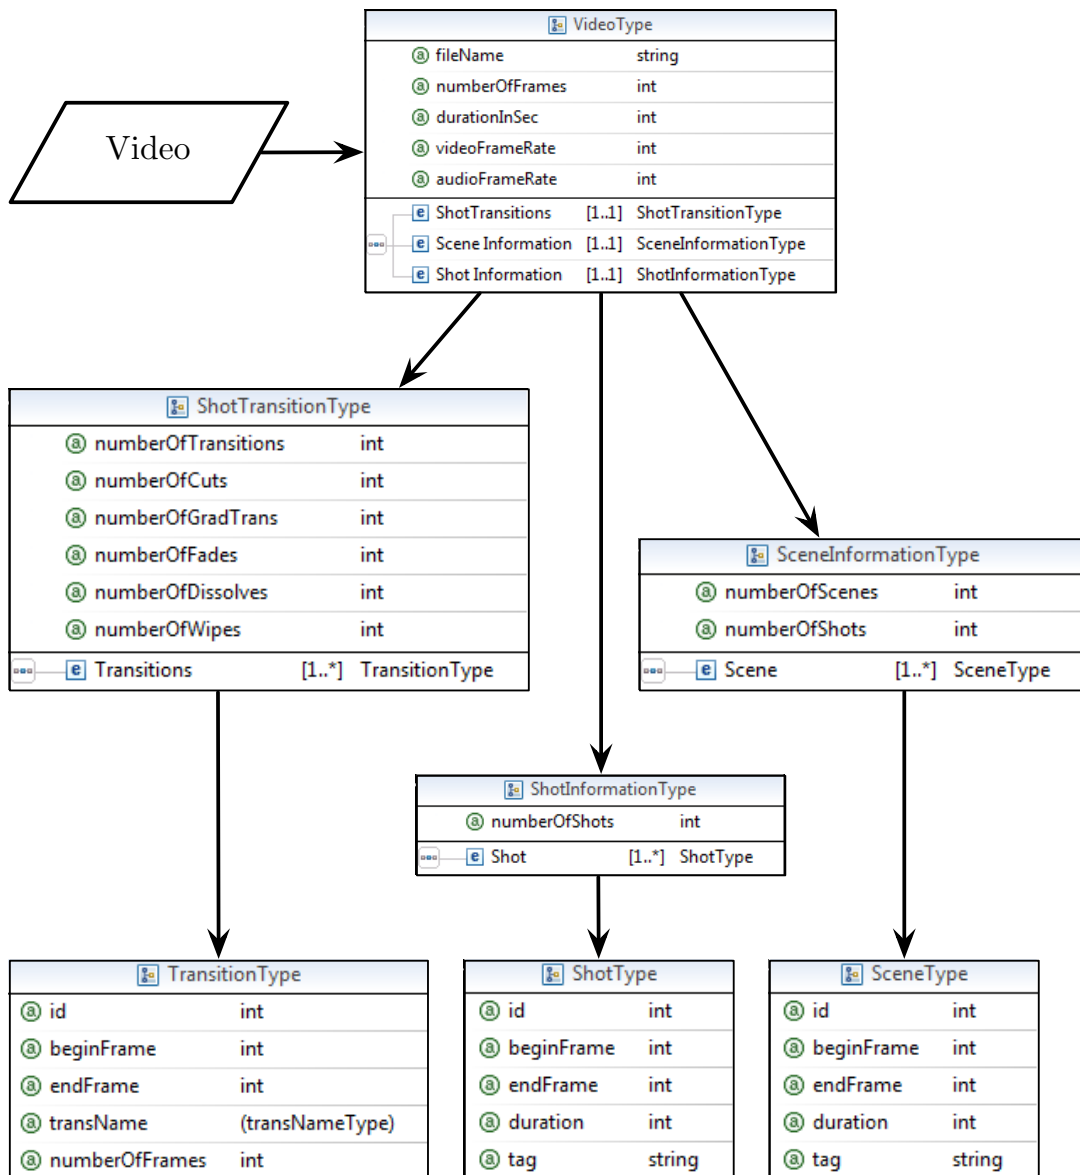 VideoType
fileName string
numberOfFrames int
durationInSec int
Video
videoFrameRate int
audioFrameRate int
ShotTransitions [1..1] ShotTransitionType
Scene Information [1..1] SceneInformationType
Shot Information [1..1] ShotInformationType
ShotTransitionType
numberOfTransitions int
numberOfCuts int
numberOfGradTrans int
numberOfFades int
numberOfDissolves int
numberOfWipes int
Transitions [1..*] TransitionType
SceneInformationType
numberOfScenes int
numberOfShots int
Scene [1..*] SceneType
ShotInformationType
numberOfShots int
Shot [1..*] ShotType
TransitionType
id int
beginFrame int
endFrame int
transName (transNameType)
numberOfFrames int
ShotType
id int
beginFrame int
endFrame int
duration int
tag string
SceneType
id int
beginFrame int
endFrame int
duration int
tag string